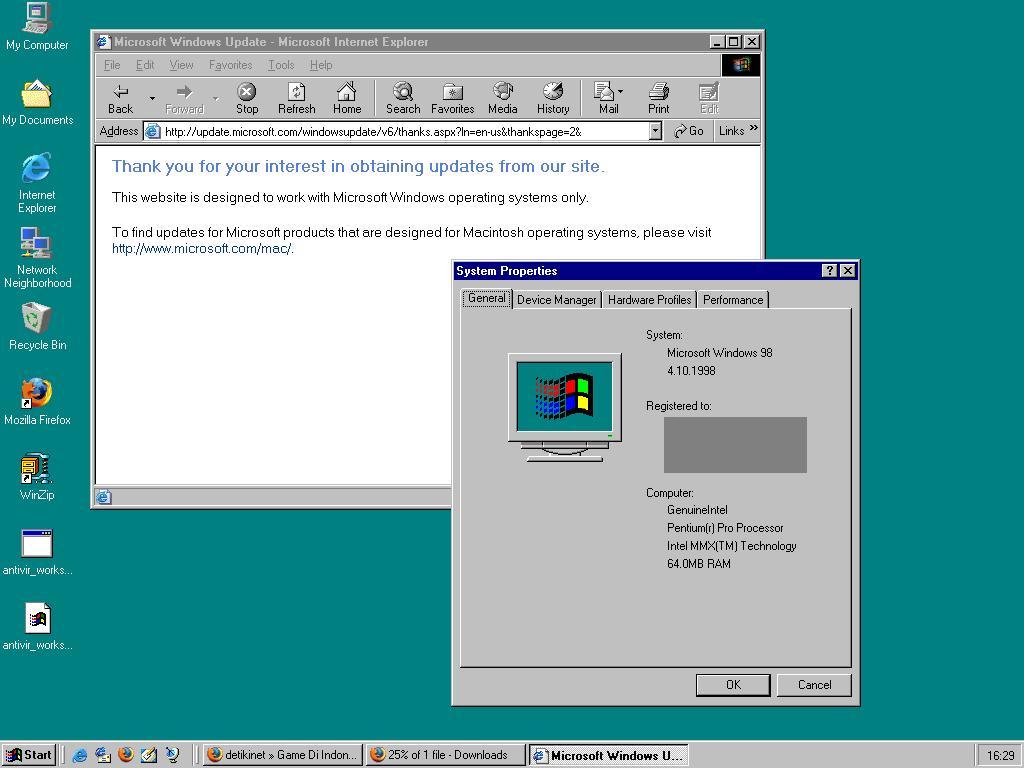 My Computer
My Documents
Internet
Explorer
Network
Neighborhood
Recycle Bin
Mozilla Firefox
WinZip
antivir_works...
antivir_works...
Microsoft Windows Update - Microsoft Internet Explorer
File Edit View Favorites Tools Help
Back Forward Stop Refresh Home Search Favorites Media History Mail Print Edit
Address http://update.microsoft.com/windowsupdate/v6/thanks.aspx?ln=en-us&thankspage=2& Go Links »
Thank you for your interest in obtaining updates from our site.
This website is designed to work with Microsoft Windows operating systems only.
To find updates for Microsoft products that are designed for Macintosh operating systems, please visit
http://www.microsoft.com/mac/.
System Properties
General Device Manager Hardware Profiles Performance
System:
Microsoft Windows 98
4.10.1998
Registered to:
Computer:
GenuineIntel
Pentium(r) Pro Processor
Intel MMX(TM) Technology
64.0MB RAM
OK Cancel
Start detikinet » Game Di Indon... 25% of 1 file - Downloads Microsoft Windows U... 16:29